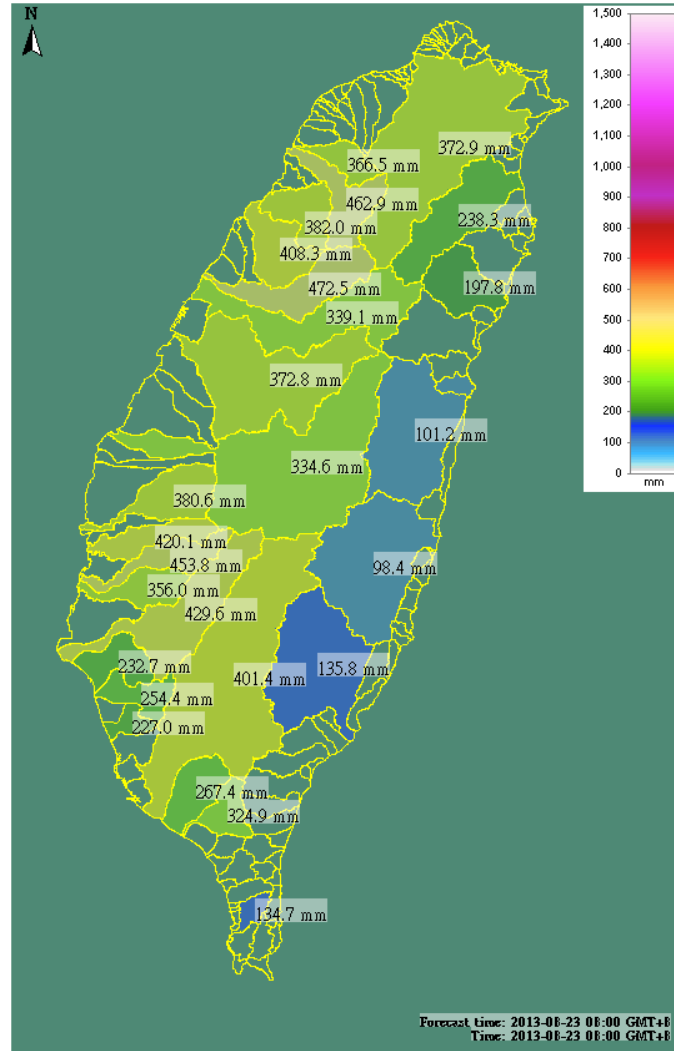 N
1,500
1,400
1,300
1,200
1,100
1,000
900
800
700
600
500
400
300
200
100
0
mm
372.9 mm
366.5 mm
462.9 mm
382.0 mm
238.3 mm
408.3 mm
472.5 mm
197.8 mm
339.1 mm
372.8 mm
101.2 mm
334.6 mm
380.6 mm
420.1 mm
453.8 mm
98.4 mm
356.0 mm
429.6 mm
232.7 mm
401.4 mm
135.8 mm
254.4 mm
227.0 mm
267.4 mm
324.9 mm
134.7 mm
Forecast time: 2013-08-23 08:00 GMT+8
Time: 2013-08-23 08:00 GMT+8